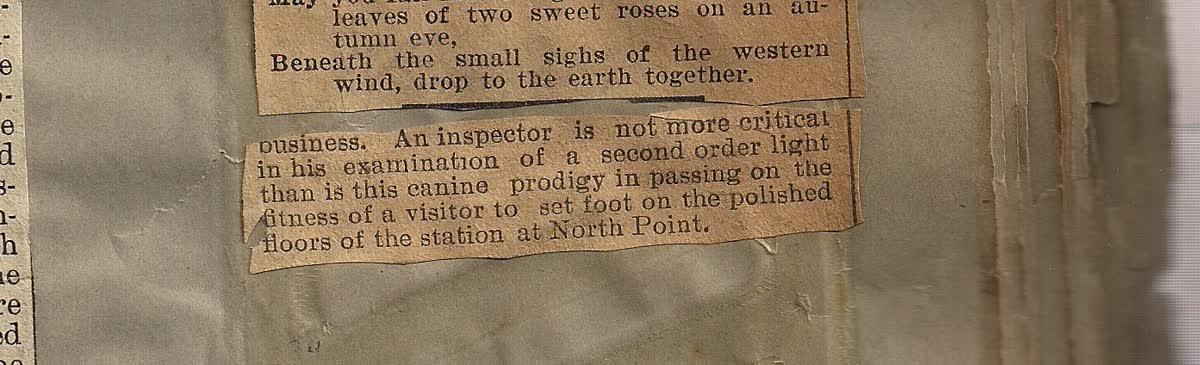 leaves of two sweet roses on an au-
tumn eve,
Beneath the small sighs of the western
wind, drop to the earth together.
business. An inspector is not more critical
in his examination of a second order light
than is this canine prodigy in passing on the
fitness of a visitor to set foot on the polished
floors of the station at North Point.